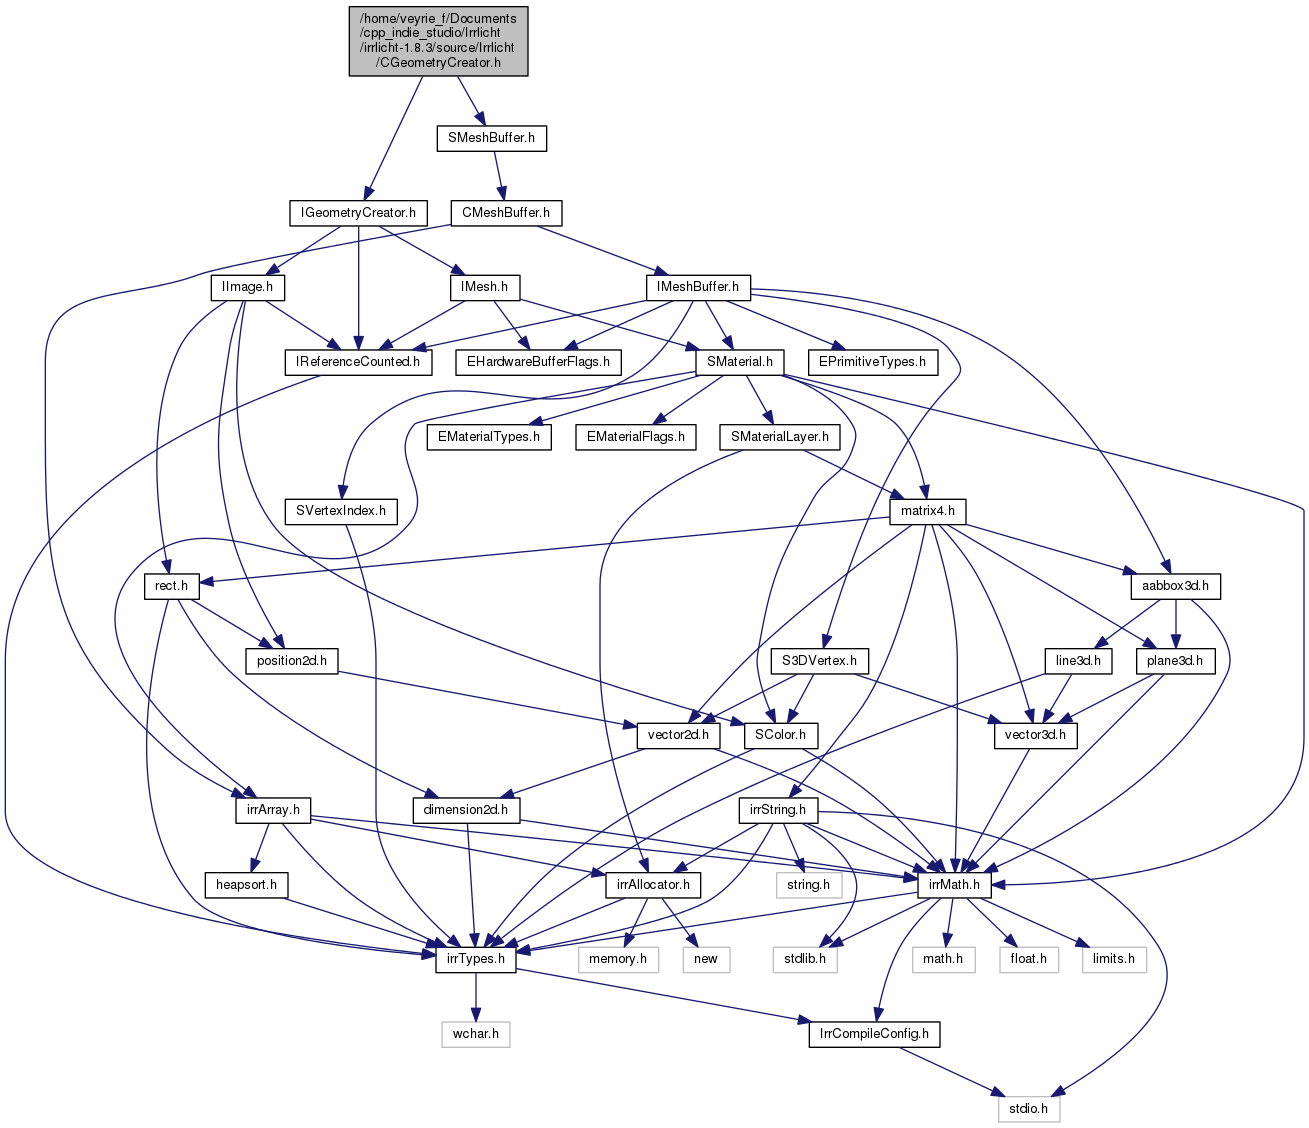 /home/veyrie_f/Documents
/cpp_indie_studio/Irrlicht
/irrlicht-1.8.3/source/Irrlicht
/CGeometryCreator.h
SMeshBuffer.h
IGeometryCreator.h
CMeshBuffer.h
IImage.h
IMesh.h
IMeshBuffer.h
IReferenceCounted.h
EHardwareBufferFlags.h
SMaterial.h
EPrimitiveTypes.h
EMaterialTypes.h
EMaterialFlags.h
SMaterialLayer.h
SVertexIndex.h
matrix4.h
rect.h
aabbox3d.h
position2d.h
S3DVertex.h
line3d.h
plane3d.h
vector2d.h
SColor.h
vector3d.h
irrArray.h
dimension2d.h
irrString.h
heapsort.h
irrAllocator.h
string.h
irrMath.h
irrTypes.h
memory.h
new
stdlib.h
math.h
float.h
limits.h
wchar.h
IrrCompileConfig.h
stdio.h